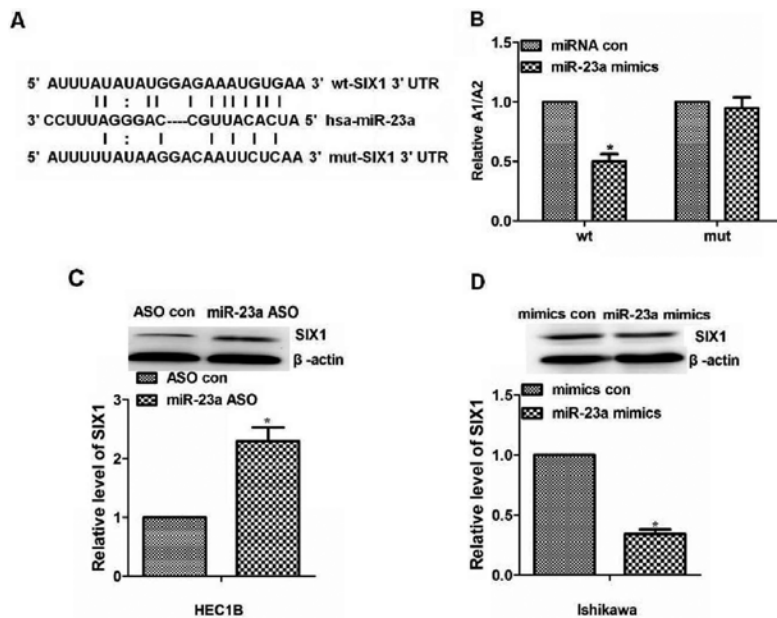 A
5' AUUUAUAUAUGGAGAAAUGUGAA 3' wt-SIX1 3' UTR
3' CCUUUAGGGAC----CGUUACACUA 5' hsa-miR-23a
5' AUUUUUAUAAGGACAAUUCUCAA 3' mut-SIX1 3' UTR
B
miRNA con
miR-23a mimics
Relative A1/A2
1.5
1.0
0.5
0.0
*
wt
mut
C
ASO con
miR-23a ASO
SIX1
β-actin
ASO con
miR-23a ASO
Relative level of SIX1
3
2
1
0
*
HEC1B
D
mimics con
miR-23a mimics
SIX1
β-actin
mimics con
miR-23a mimics
Relative level of SIX1
1.5
1.0
0.5
0.0
*
Ishikawa